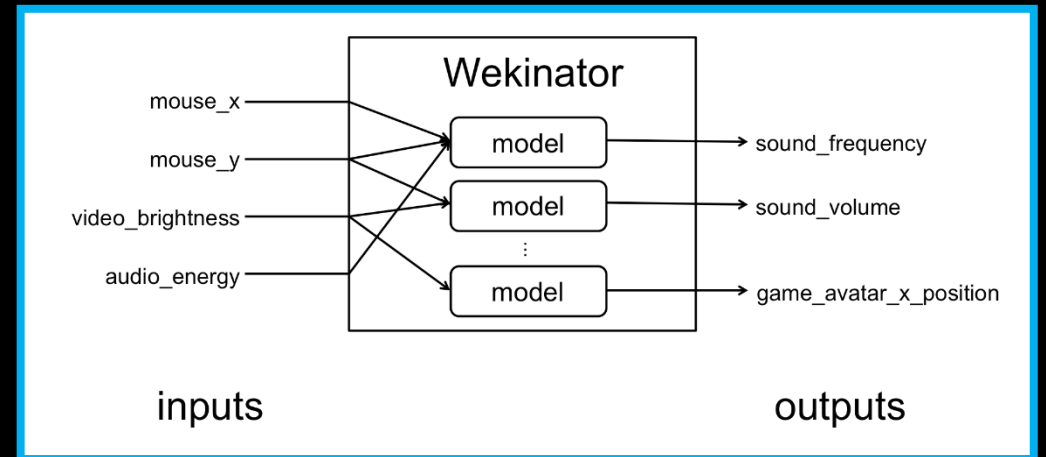 Wekinator
mouse_x
mouse_y
video_brightness
audio_energy
model
model
⋮
model
sound_frequency
sound_volume
game_avatar_x_position
inputs
outputs